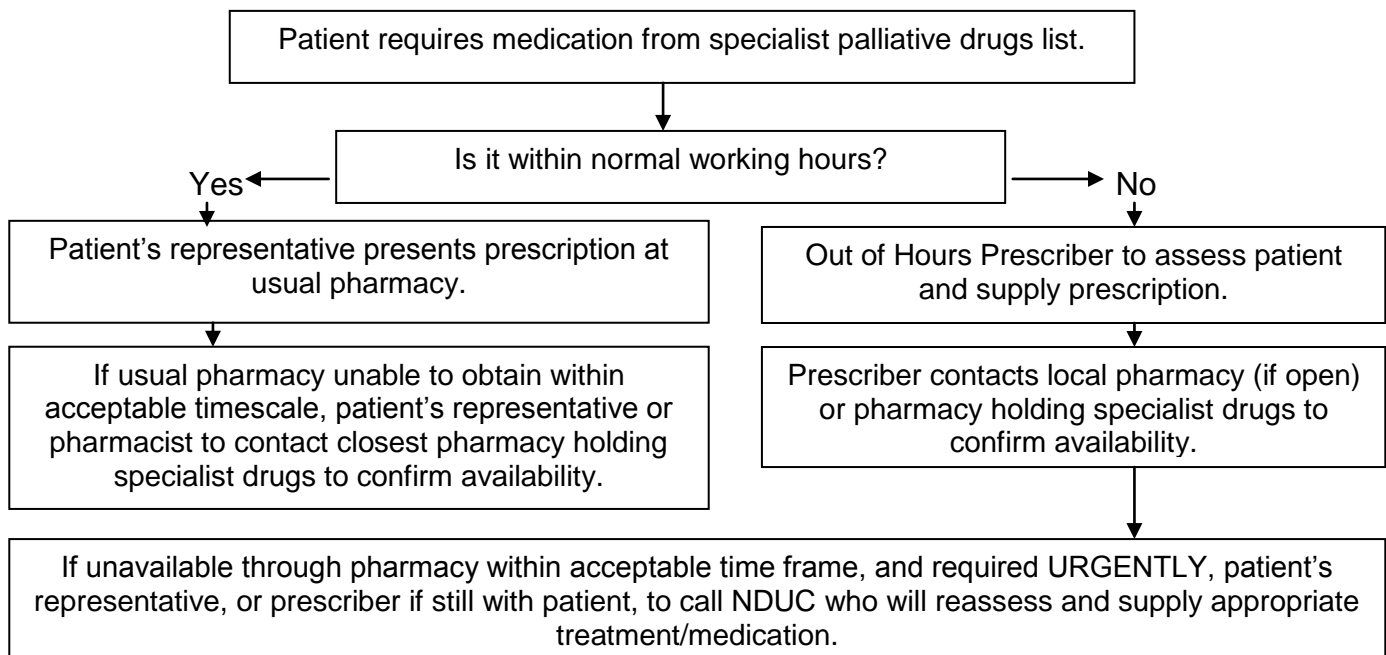 Patient requires medication from specialist palliative drugs list.
Is it within normal working hours?
Yes
No
Patient's representative presents prescription at
usual pharmacy.
Out of Hours Prescriber to assess patient
and supply prescription.
If usual pharmacy unable to obtain within
acceptable timescale, patient's representative or
pharmacist to contact closest pharmacy holding
specialist drugs to confirm availability.
Prescriber contacts local pharmacy (if open)
or pharmacy holding specialist drugs to
confirm availability.
If unavailable through pharmacy within acceptable time frame, and required URGENTLY, patient's
representative, or prescriber if still with patient, to call NDUC who will reassess and supply appropriate
treatment/medication.